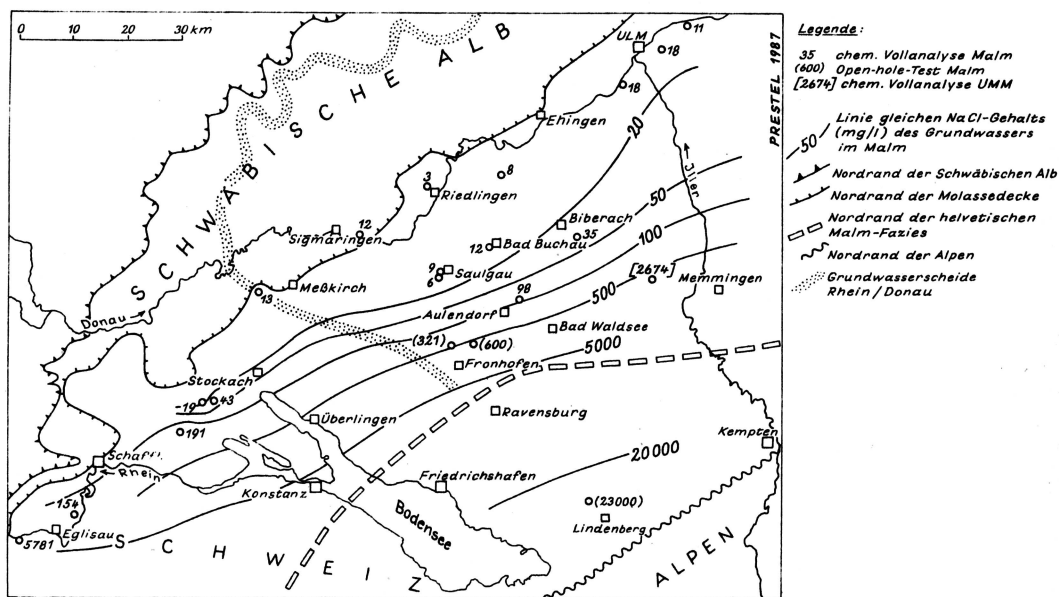 0 10 20 30 km
SCHWÄBISCHE ALB
ULM
11
18
18
Ehingen
20
PRESTEL 1987
Iller
8
3
Riedlingen
50
Biberach
35
12
Sigmaringen
12
Bad Buchau
100
9
Saulgau
6
[2674]
Memmingen
500
Meßkirch
13
98
Aulendorf
Donau
Bad Waldsee
(321)
(600)
5000
Fronhofen
Stockach
19
43
Ravensburg
Überlingen
191
Kempten
Schaffh.
Rhein
20 000
Friedrichshafen
Konstanz
154
(23000)
Bodensee
Lindenberg
Eglisau
5781
SCHWEIZ
ALPEN
Legende:
35 chem. Vollanalyse Malm
(600) Open-hole-Test Malm
[2674] chem. Vollanalyse UMM
50 Linie gleichen NaCl-Gehalts
(mg/l) des Grundwassers
im Malm
Nordrand der Schwäbischen Alb
Nordrand der Molassedecke
Nordrand der helvetischen
Malm-Fazies
Nordrand der Alpen
Grundwasserscheide
Rhein/Donau